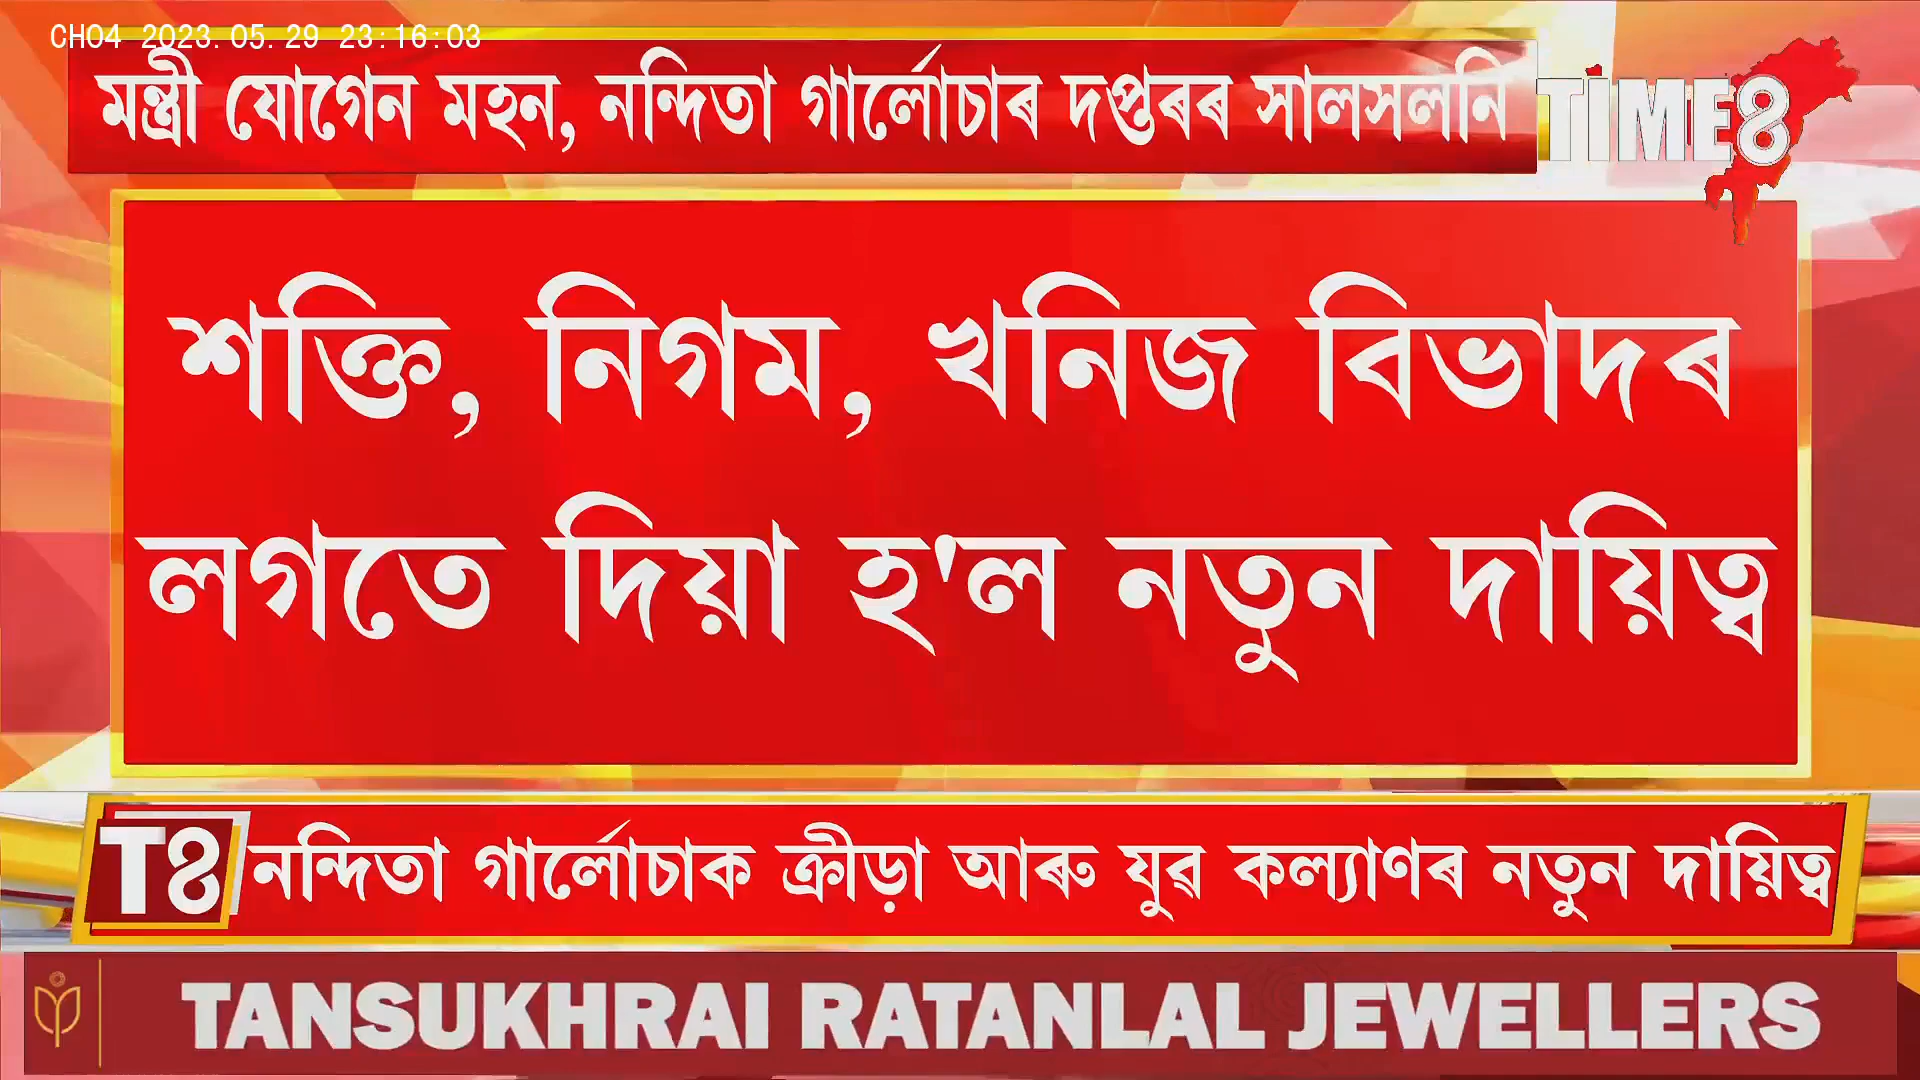 CH04 2023.05.29 23:16:03
মন্ত্ৰী যোগেন মহন, নন্দিতা গাৰ্লোচাৰ দপ্তৰৰ সালসলনি
TIME8
শক্তি, নিগম, খনিজ বিভাদৰ
লগতে দিয়া হ'ল নতুন দায়িত্ব
T8 নন্দিতা গাৰ্লোচাক ক্ৰীড়া আৰু যুৱ কল্যাণৰ নতুন দায়িত্ব
TANSUKHRAI RATANLAL JEWELLERS